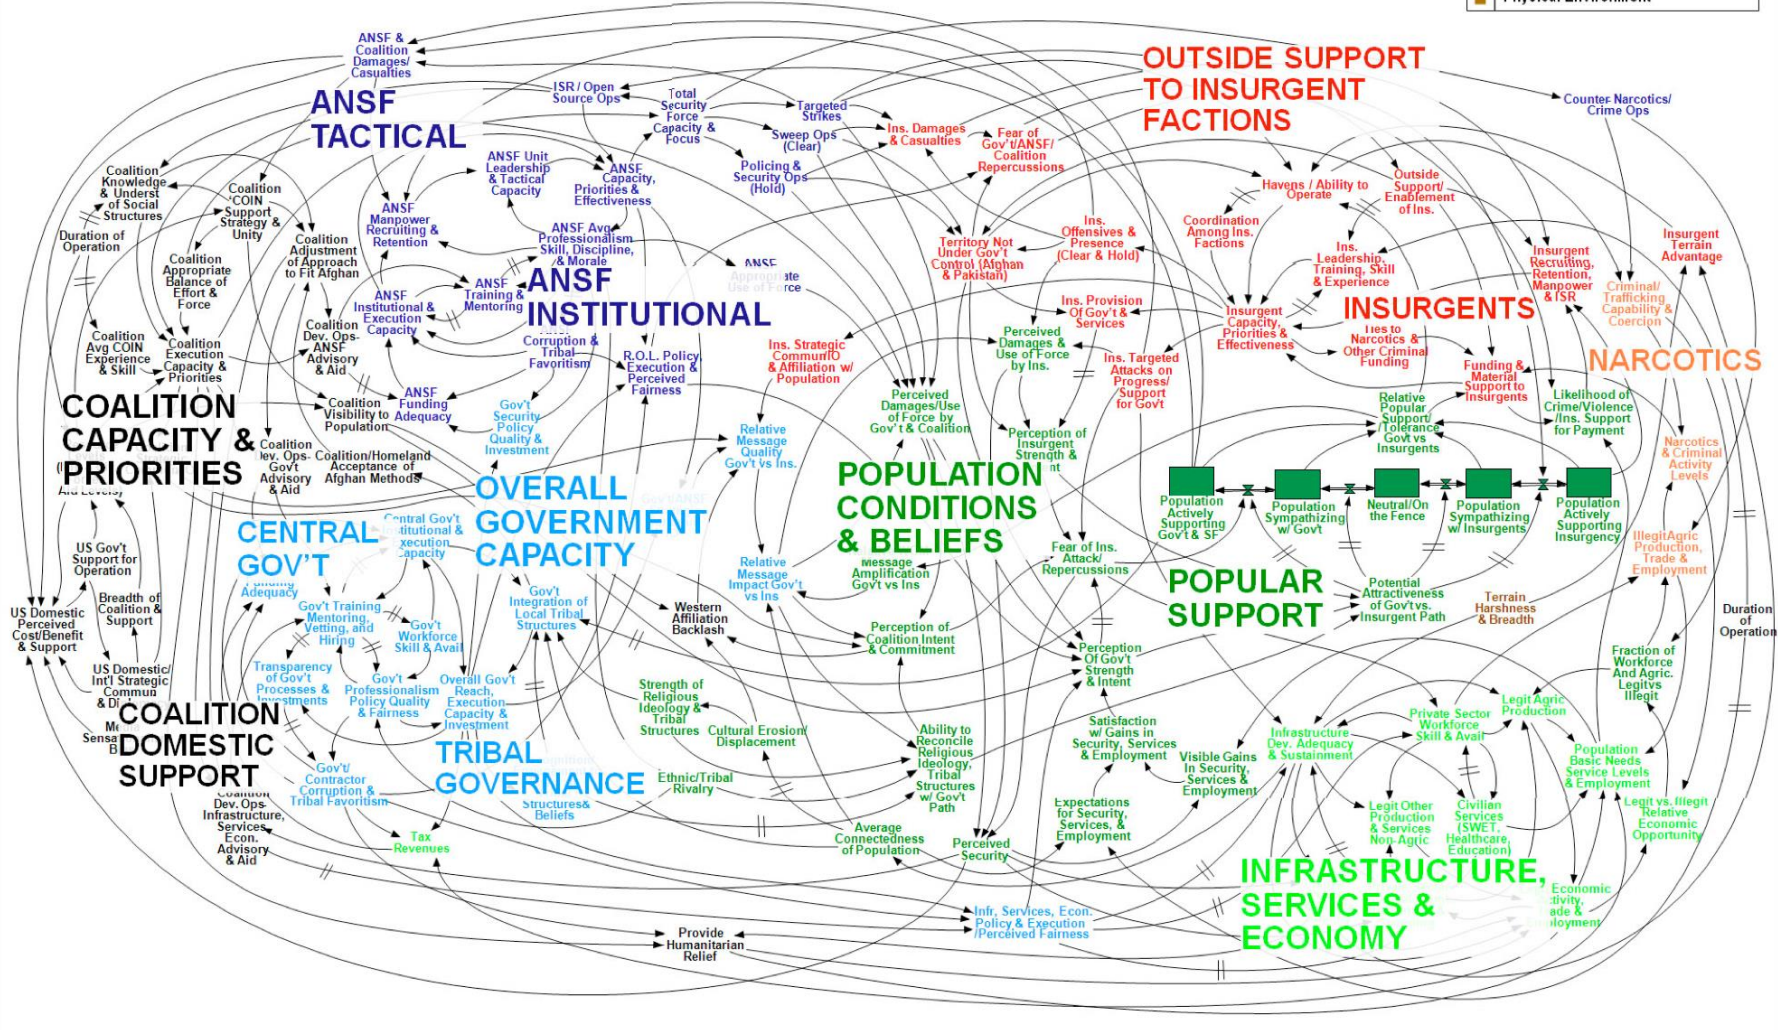 ANSF &
Coalition
Damages/
Casualties
ANSF
TACTICAL
ISR / Open
Source Ops
Total
Security
Force
Capacity &
Focus
Targeted
Strikes
Sweep Ops
(Clear)
Policing &
Security Ops
(Hold)
Ins. Damages
& Casualties
Fear of
Gov't/ANSF/
Coalition
Repercussions
OUTSIDE SUPPORT
TO INSURGENT
FACTIONS
Counter Narcotics/
Crime Ops
Coalition
Knowledge
& Underst
of Social
Structures
Duration of
Operation
Coalition
COIN
Support
Strategy &
Unity
Coalition
Appropriate
Balance of
Effort &
Force
Coalition
Adjustment
of Approach
to Fit Afghan
ANSF Unit
Leadership
& Tactical
Capacity
ANSF
Capacity,
Priorities &
Effectiveness
ANSF
Manpower
Recruiting &
Retention
ANSF Avg
Professionalism
Skill, Discipline,
& Morale
ANSF
Training &
Mentoring
ANSF
Institutional &
Execution
Capacity
ANSF
INSTITUTIONAL
ANSF
Appropriate
Use of Force
Corruption &
Tribal
Favoritism
R.O.L. Policy,
Execution &
Perceived
Fairness
ANSF
Funding
Adequacy
Coalition
Avg COIN
Experience
& Skill
Coalition
Execution
Capacity &
Priorities
Coalition
Dev. Ops-
ANSF
Advisory
& Aid
Coalition
Visibility to
Population
Coalition
Dev. Ops-
Gov't
Advisory
& Aid
Coalition/Homeland
Acceptance of
Afghan Methods
COALITION
CAPACITY &
PRIORITIES
Havens / Ability to
Operate
Outside
Support/
Enablement
of Ins.
Coordination
Among Ins.
Factions
Ins.
Leadership,
Training, Skill
& Experience
Insurgent
Recruiting,
Retention,
Manpower
& ISR
Insurgent
Terrain
Advantage
Criminal/
Trafficking
Capability &
Coercion
Territory Not
Under Gov't
Control (Afghan
& Pakistan)
Ins.
Offensives &
Presence
(Clear & Hold)
Ins. Provision
Of Gov't &
Services
Insurgent
Capacity,
Priorities &
Effectiveness
INSURGENTS
Ties to
Narcotics &
Other Criminal
Funding
Funding &
Material
Support to
Insurgents
NARCOTICS
Ins. Strategic
Commun/IO
& Affiliation w/
Population
Perceived
Damages &
Use of Force
by Ins.
Ins. Targeted
Attacks on
Progress/
Support
for Gov't
Perceived
Damages/Use
of Force by
Gov't & Coalition
Perception of
Insurgent
Strength &
Relative
Popular
Support/
/Tolerance
Gov't vs
Insurgents
Likelihood of
Crime/Violence
/Ins. Support
for Payment
Narcotics
& Criminal
Activity
Levels
Gov't
Security
Policy
Quality &
Investment
Relative
Message
Quality
Gov't vs Ins.
OVERALL
GOVERNMENT
CAPACITY
POPULATION
CONDITIONS
& BELIEFS
Population
Actively
Supporting
Gov't & SF
Population
Sympathizing
w/ Gov't
Neutral/On
the Fence
Population
Sympathizing
w/ Insurgents
Population
Actively
Supporting
Insurgency
CENTRAL
GOV'T
Central Gov't
Capacity
Adequacy
US Gov't
Support for
Operation
Breadth of
Coalition &
Support
US Domestic
Perceived
Cost/Benefit
& Support
US Domestic/
Int'l Strategic
Commun
COALITION
DOMESTIC
SUPPORT
Gov't Training
Mentoring,
Vetting, and
Hiring
Gov't
Workforce
Skill & Avail
Transparency
of Gov't
Processes &
Investments
Gov't
Professionalism
Policy Quality
& Fairness
Overall Gov't
Reach,
Execution
Capacity &
Investment
Gov't
Integration of
Local Tribal
Structures
Western
Affiliation
Backlash
Relative
Message
Impact Gov't
vs Ins
Message
Amplification
Gov't vs Ins
Perception of
Coalition Intent
& Commitment
Fear of Ins.
Attack/
Repercussions
Perception
Of Gov't
Strength
& Intent
POPULAR
SUPPORT
Potential
Attractiveness
of Gov't vs.
Insurgent Path
Terrain
Harshness
& Breadth
Illegit Agric
Production,
Trade &
Employment
Duration
of
Operation
Fraction of
Workforce
And Agric.
Legit vs
Illegit
TRIBAL
GOVERNANCE
Structures &
Beliefs
Strength of
Religious
Ideology &
Tribal
Structures
Cultural Erosion/
Displacement
Ethnic/Tribal
Rivalry
Ability to
Reconcile
Religious
Ideology,
Tribal
Structures
w/ Gov't
Path
Satisfaction
w/ Gains in
Security, Services
& Employment
Visible Gains
In Security,
Services &
Employment
Expectations
for Security,
Services, &
Employment
Average
Connectedness
of Population
Perceived
Security
Infrastructure
Dev. Adequacy
& Sustainment
Private Sector
Workforce
Skill & Avail
Legit Agric
Production
Population
Basic Needs
Service Levels
& Employment
Legit Other
Production
& Services
Non-Agric
Civilian
Services
(SWET,
Healthcare,
Education)
Legit vs. Illegit
Relative
Economic
Opportunity
INFRASTRUCTURE,
SERVICES &
ECONOMY
Economic
Gov't/
Contractor
Corruption &
Tribal Favoritism
Coalition
Dev. Ops-
Infrastructure,
Services,
Econ.
Advisory
& Aid
Tax
Revenues
Provide
Humanitarian
Relief
Infr, Services, Econ.
Policy & Execution
/Perceived Fairness